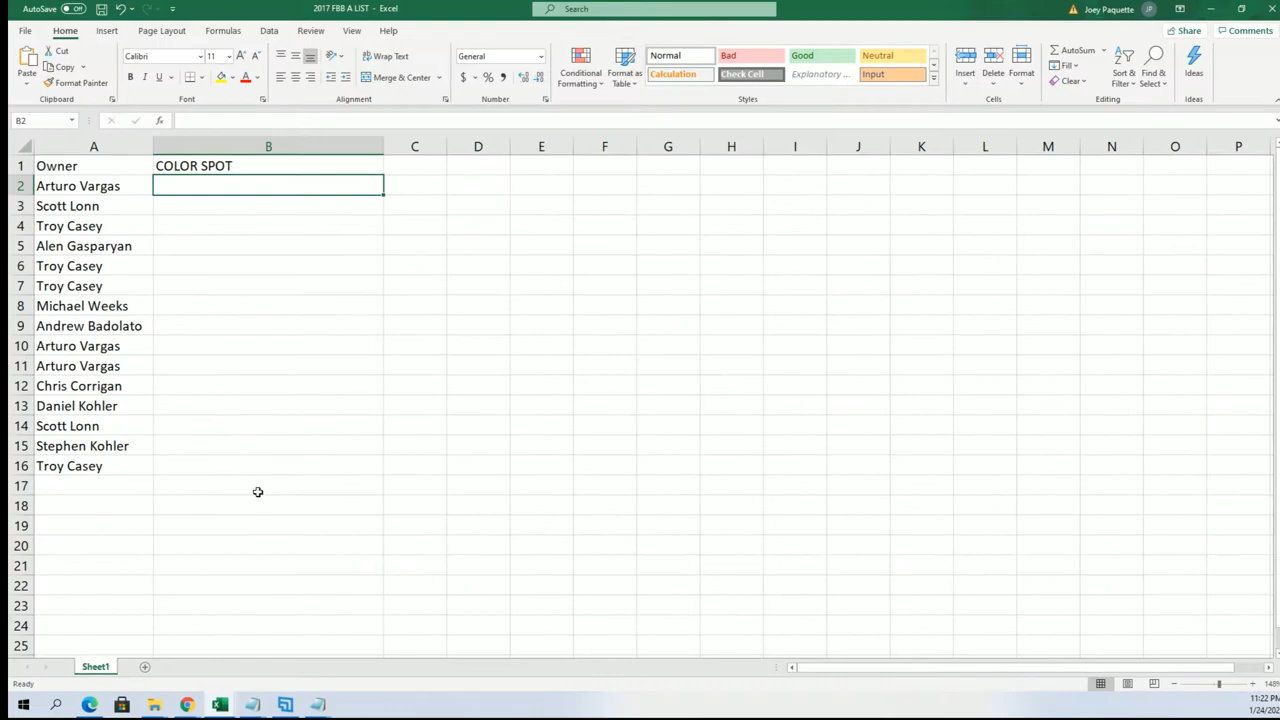 AutoSave Off 2017 FBB A LIST - Excel Search Joey Paquette JP
File Home Insert Page Layout Formulas Data Review View Help Share Comments
Paste Cut Copy Format Painter Clipboard
Calibri 11 Font
Wrap Text Merge & Center Alignment
General Number
Conditional Formatting Format as Table Normal Bad Good Neutral Calculation Check Cell Explanatory ... Input Styles
Insert Delete Format Cells
AutoSum Fill Clear Sort & Filter Find & Select Editing
Ideas Ideas
B2 fx
A B C D E F G H I J K L M N O P
1 Owner COLOR SPOT
2 Arturo Vargas
3 Scott Lonn
4 Troy Casey
5 Alen Gasparyan
6 Troy Casey
7 Troy Casey
8 Michael Weeks
9 Andrew Badolato
10 Arturo Vargas
11 Arturo Vargas
12 Chris Corrigan
13 Daniel Kohler
14 Scott Lonn
15 Stephen Kohler
16 Troy Casey
17
18
19
20
21
22
23
24
25
Sheet1
Ready 148%
11:22 PM
1/24/202